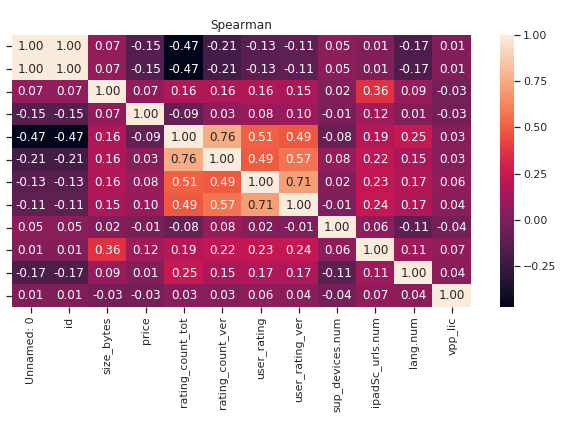 Spearman
1.00 1.00 0.07 -0.15 -0.47 -0.21 -0.13 -0.11 0.05 0.01 -0.17 0.01
1.00 1.00 0.07 -0.15 -0.47 -0.21 -0.13 -0.11 0.05 0.01 -0.17 0.01
0.07 0.07 1.00 0.07 0.16 0.16 0.16 0.15 0.02 0.36 0.09 -0.03
-0.15 -0.15 0.07 1.00 -0.09 0.03 0.08 0.10 -0.01 0.12 0.01 -0.03
-0.47 -0.47 0.16 -0.09 1.00 0.76 0.51 0.49 -0.08 0.19 0.25 0.03
-0.21 -0.21 0.16 0.03 0.76 1.00 0.49 0.57 0.08 0.22 0.15 0.03
-0.13 -0.13 0.16 0.08 0.51 0.49 1.00 0.71 0.02 0.23 0.17 0.06
-0.11 -0.11 0.15 0.10 0.49 0.57 0.71 1.00 -0.01 0.24 0.17 0.04
0.05 0.05 0.02 -0.01 -0.08 0.08 0.02 -0.01 1.00 0.06 -0.11 -0.04
0.01 0.01 0.36 0.12 0.19 0.22 0.23 0.24 0.06 1.00 0.11 0.07
-0.17 -0.17 0.09 0.01 0.25 0.15 0.17 0.17 -0.11 0.11 1.00 0.04
0.01 0.01 -0.03 -0.03 0.03 0.03 0.06 0.04 -0.04 0.07 0.04 1.00
Unnamed: 0
id
size_bytes
price
rating_count_tot
rating_count_ver
user_rating
user_rating_ver
sup_devices.num
ipadSc_urls.num
lang.num
vpp_lic
1.00
0.75
0.50
0.25
0.00
-0.25